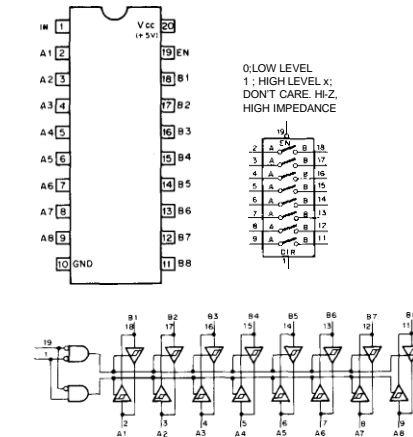 IN 1
Vcc 20
(+5V)
A1 2
19 EN
A2 3
18 B1
A3 4
17 B2
A4 5
16 B3
A5 6
15 B4
A6 7
14 B5
A7 8
13 B6
A8 9
12 B7
10 GND
11 B8
0;LOW LEVEL
1 ; HIGH LEVEL x;
DON'T CARE. HI-Z,
HIGH IMPEDANCE
19
EN
2 A B 18
3 A B 17
4 A B 16
5 A B 15
6 A B 14
7 A B 13
8 A B 12
9 A B 11
DIR
1
B1 B2 B3 B4 B5 B6 B7
18 17 16 15 14 13 12 11
19
1
2 3 4 5 6 7 8 9
A1 A2 A3 A4 A5 A6 A7 A8